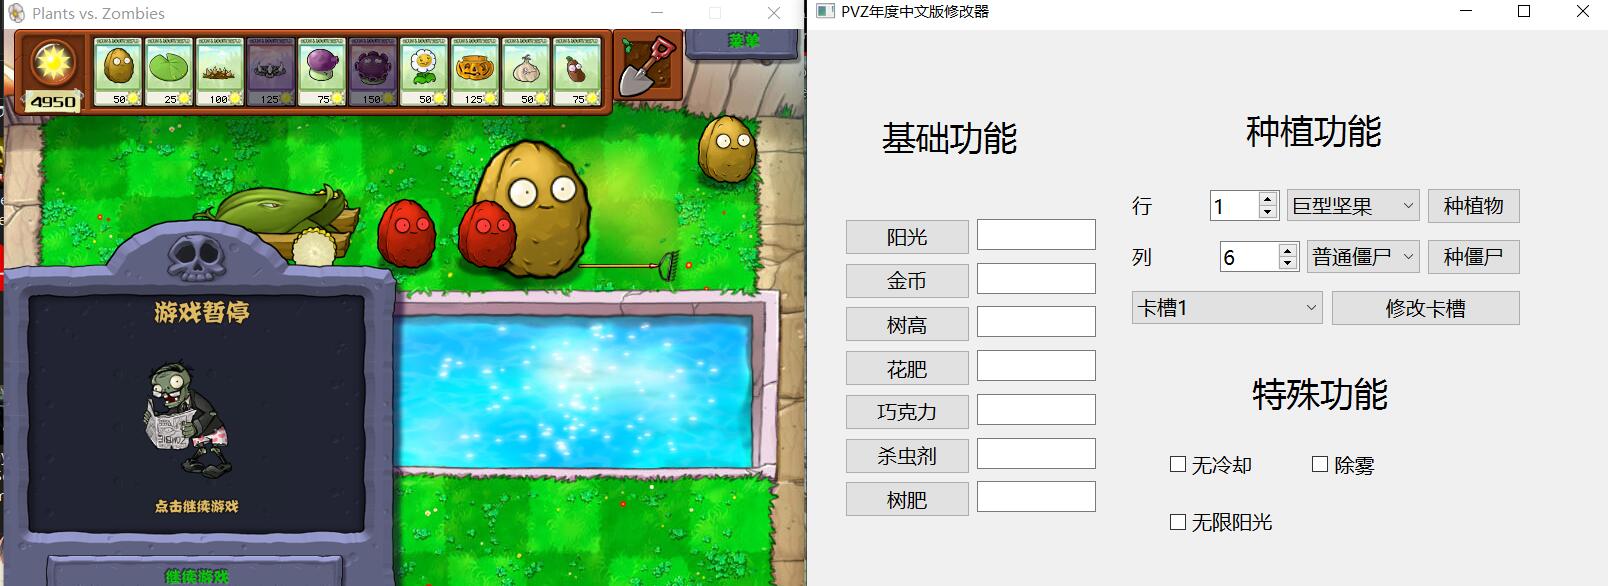 Plants vs. Zombies
菜单
4950
50
25
100
125
75
150
50
125
50
75
游戏暂停
ZOMBIE
点击继续游戏
继续游戏
PVZ年度中文版修改器
基础功能
阳光
金币
树高
花肥
巧克力
杀虫剂
树肥
种植功能
行 1 巨型坚果 种植物
列 6 普通僵尸 种僵尸
卡槽1 修改卡槽
特殊功能
无冷却 除雾
无限阳光